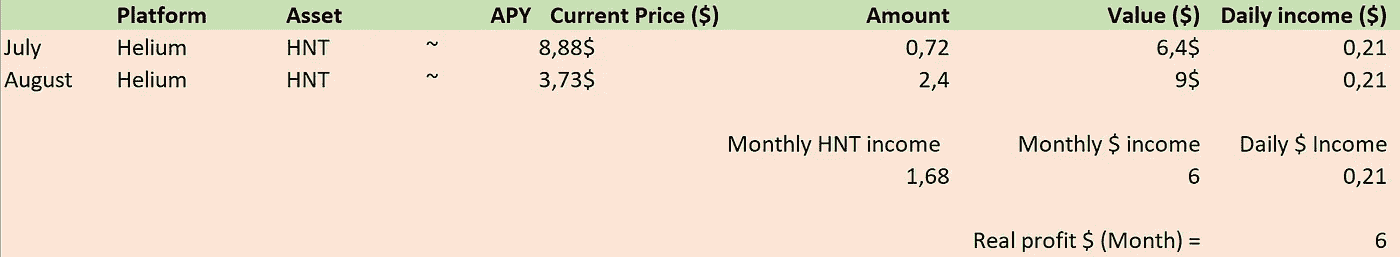 Platform Asset APY Current Price ($) Amount Value ($) Daily income ($)
July Helium HNT ~ 8,88$ 0,72 6,4$ 0,21
August Helium HNT ~ 3,73$ 2,4 9$ 0,21
Monthly HNT income Monthly $ income Daily $ Income
1,68 6 0,21
Real profit $ (Month) = 6